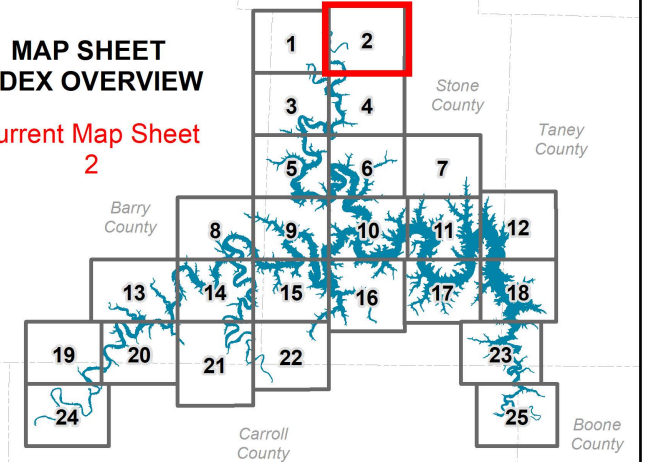 MAP SHEET
DEX OVERVIEW
urrent Map Sheet
2
1
2
Stone
County
3
4
Taney
County
5
6
7
Barry
County
8
9
10
11
12
13
14
15
16
17
18
19
20
21
22
23
24
25
Carroll
County
Boone
County